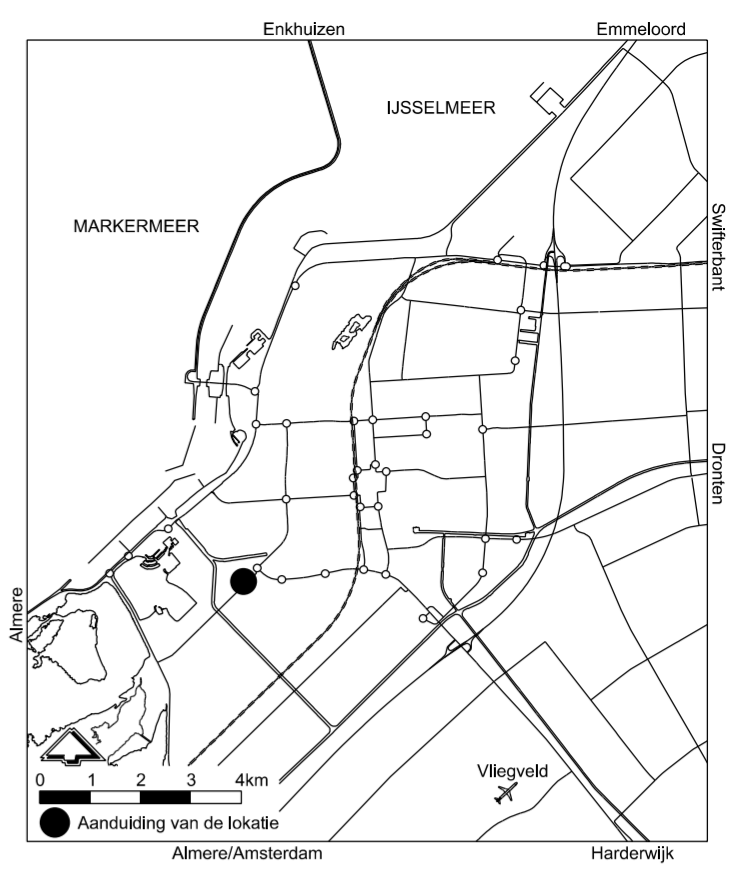 Enkhuizen
Emmeloord
IJSSELMEER
MARKERMEER
Swifterbant
Dronten
Almere
Vliegveld
0 1 2 3 4km
Aanduiding van de lokatie
Almere/Amsterdam
Harderwijk